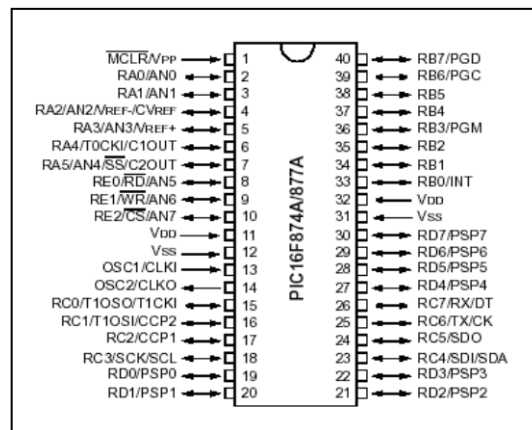 MCLR/VPP 1 40 RB7/PGD
RA0/AN0 2 39 RB6/PGC
RA1/AN1 3 38 RB5
RA2/AN2/VREF-/CVREF 4 37 RB4
RA3/AN3/VREF+ 5 36 RB3/PGM
RA4/T0CKI/C1OUT 6 35 RB2
RA5/AN4/SS/C2OUT 7 34 RB1
RE0/RD/AN5 8 33 RB0/INT
RE1/WR/AN6 9 32 VDD
RE2/CS/AN7 10 31 VSS
VDD 11 30 RD7/PSP7
VSS 12 29 RD6/PSP6
OSC1/CLKI 13 28 RD5/PSP5
OSC2/CLKO 14 27 RD4/PSP4
RC0/T1OSO/T1CKI 15 26 RC7/RX/DT
RC1/T1OSI/CCP2 16 25 RC6/TX/CK
RC2/CCP1 17 24 RC5/SDO
RC3/SCK/SCL 18 23 RC4/SDI/SDA
RD0/PSP0 19 22 RD3/PSP3
RD1/PSP1 20 21 RD2/PSP2
PIC16F874A/877A